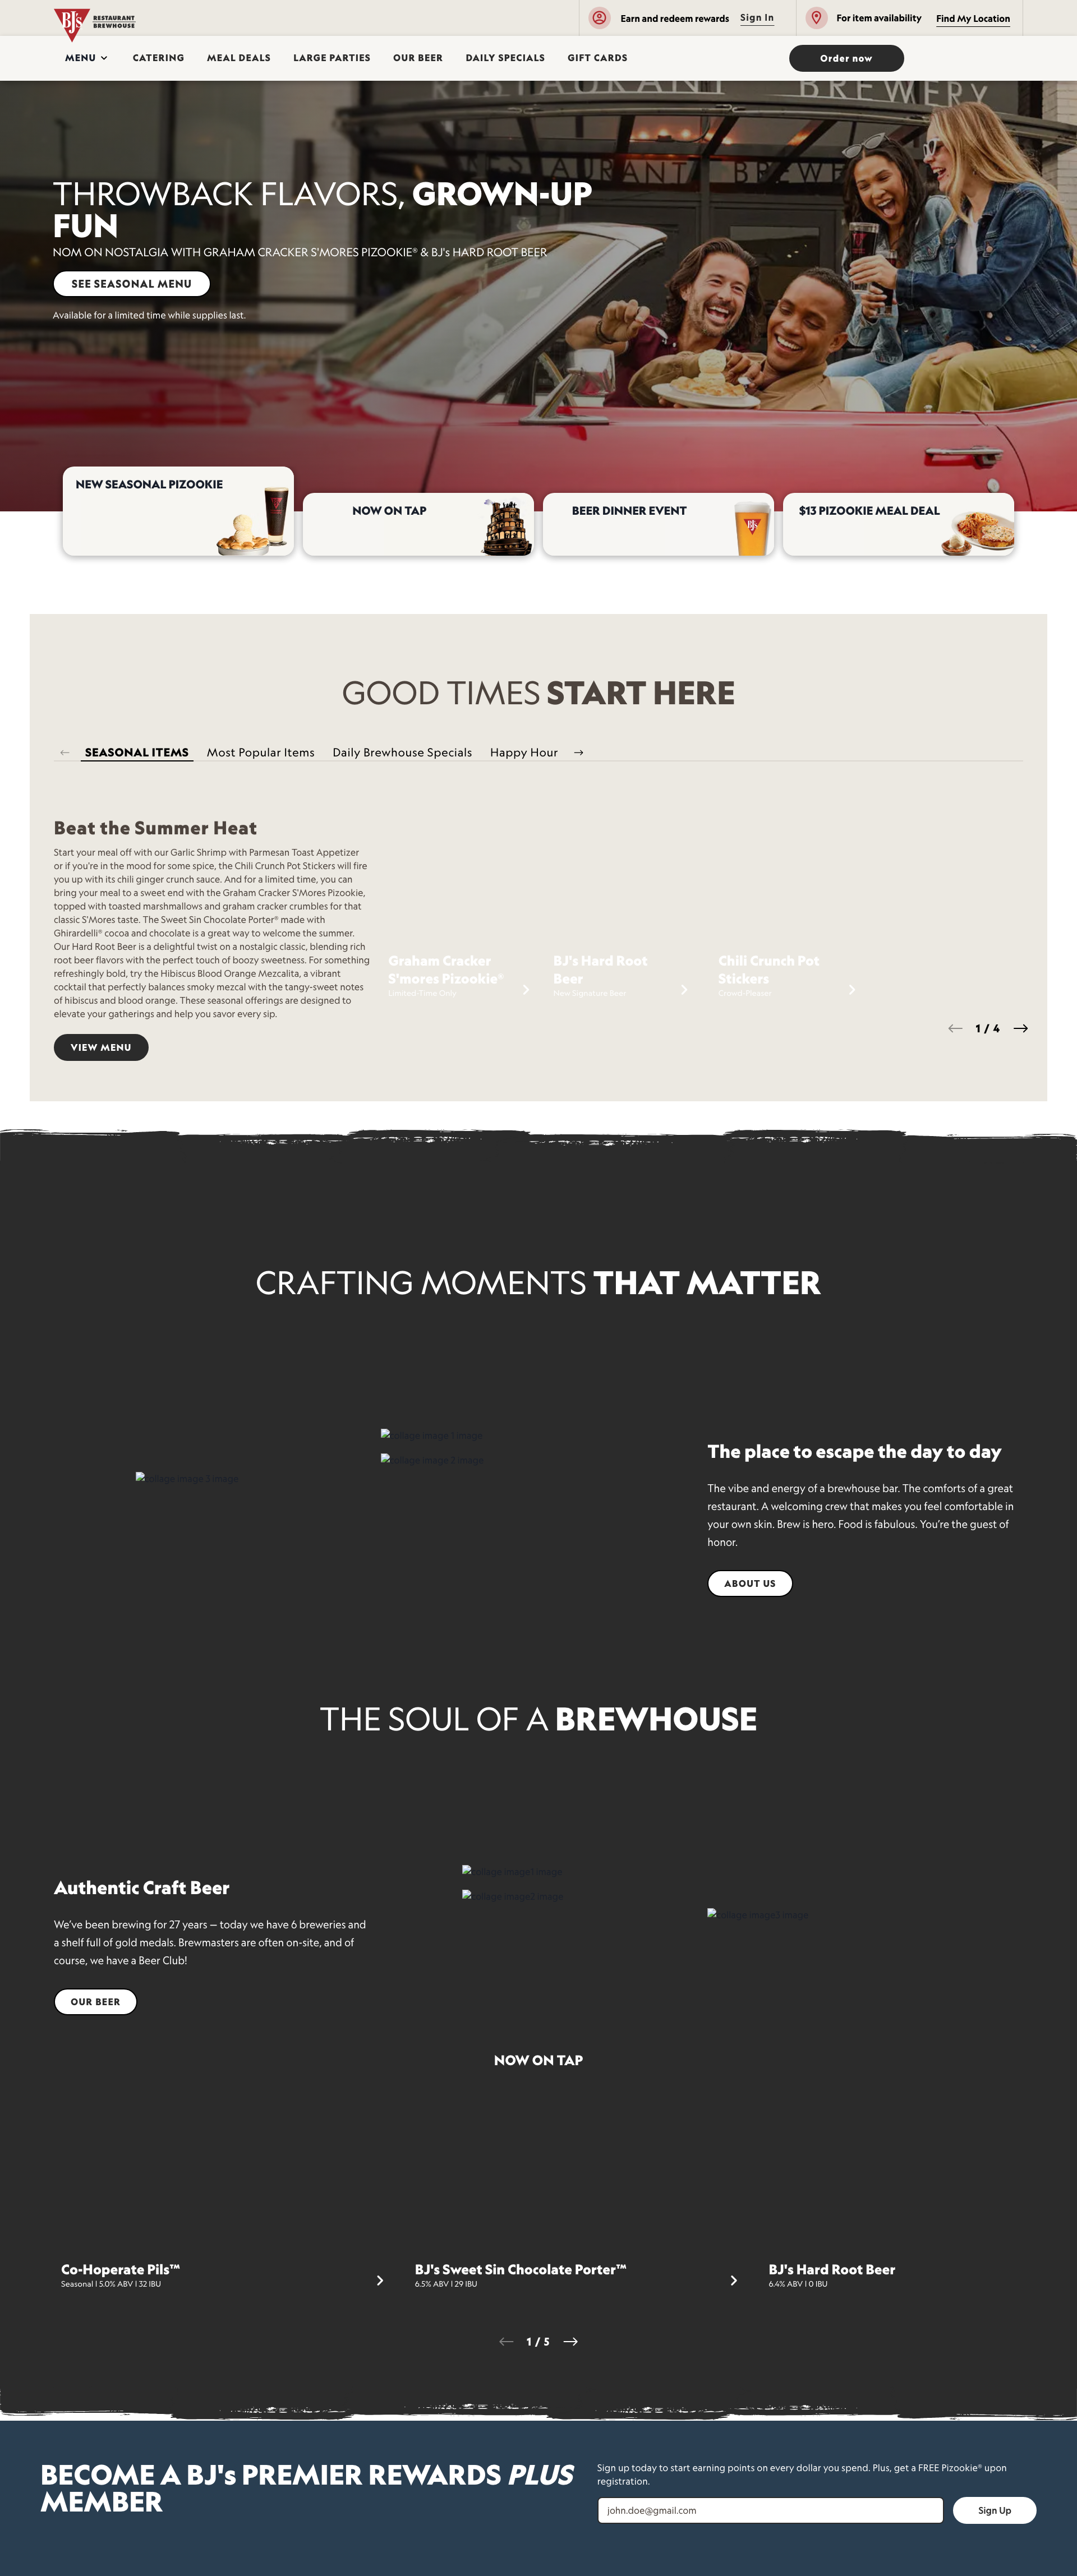 BJ's RESTAURANT
BREWHOUSE
Earn and redeem rewards
Sign In
For item availability
Find My Location
MENU
CATERING
MEAL DEALS
LARGE PARTIES
OUR BEER
DAILY SPECIALS
GIFT CARDS
Order now
RESTAURANT BREWERY
THROWBACK FLAVORS, GROWN-UP
FUN
NOM ON NOSTALGIA WITH GRAHAM CRACKER S'MORES PIZOOKIE® & BJ's HARD ROOT BEER
SEE SEASONAL MENU
Available for a limited time while supplies last.
NEW SEASONAL PIZOOKIE
NOW ON TAP
BEER DINNER EVENT
$13 PIZOOKIE MEAL DEAL
GOOD TIMES START HERE
SEASONAL ITEMS
Most Popular Items
Daily Brewhouse Specials
Happy Hour
Beat the Summer Heat
Start your meal off with our Garlic Shrimp with Parmesan Toast Appetizer
or if you're in the mood for some spice, the Chili Crunch Pot Stickers will fire
you up with its chili ginger crunch sauce. And for a limited time, you can
bring your meal to a sweet end with the Graham Cracker S'Mores Pizookie,
topped with toasted marshmallows and graham cracker crumbles for that
classic S'Mores taste. The Sweet Sin Chocolate Porter® made with
Ghirardelli® cocoa and chocolate is a great way to welcome the summer.
Our Hard Root Beer is a delightful twist on a nostalgic classic, blending rich
root beer flavors with the perfect touch of boozy sweetness. For something
refreshingly bold, try the Hibiscus Blood Orange Mezcalita, a vibrant
cocktail that perfectly balances smoky mezcal with the tangy-sweet notes
of hibiscus and blood orange. These seasonal offerings are designed to
elevate your gatherings and help you savor every sip.
VIEW MENU
Graham Cracker
S'mores Pizookie®
Limited-Time Only
BJ's Hard Root
Beer
New Signature Beer
Chili Crunch Pot
Stickers
Crowd-Pleaser
1 / 4
CRAFTING MOMENTS THAT MATTER
collage image 1 image
collage image 2 image
collage image 3 image
The place to escape the day to day
The vibe and energy of a brewhouse bar. The comforts of a great
restaurant. A welcoming crew that makes you feel comfortable in
your own skin. Brew is hero. Food is fabulous. You're the guest of
honor.
ABOUT US
THE SOUL OF A BREWHOUSE
Authentic Craft Beer
We've been brewing for 27 years – today we have 6 breweries and
a shelf full of gold medals. Brewmasters are often on-site, and of
course, we have a Beer Club!
OUR BEER
collage image1 image
collage image2 image
collage image3 image
NOW ON TAP
Co-Hoperate Pils™
Seasonal I 5.0% ABV I 32 IBU
BJ's Sweet Sin Chocolate Porter™
6.5% ABV I 29 IBU
BJ's Hard Root Beer
6.4% ABV I 0 IBU
1 / 5
BECOME A BJ's PREMIER REWARDS PLUS
MEMBER
Sign up today to start earning points on every dollar you spend. Plus, get a FREE Pizookie® upon
registration.
john.doe@gmail.com
Sign Up